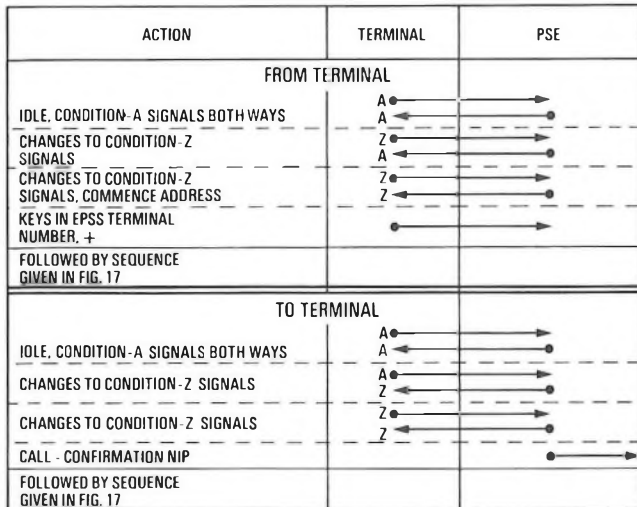 ACTION TERMINAL PSE
FROM TERMINAL
A
IDLE, CONDITION-A SIGNALS BOTH WAYS A
CHANGES TO CONDITION-Z Z
SIGNALS A
CHANGES TO CONDITION-Z Z
SIGNALS, COMMENCE ADDRESS Z
KEYS IN EPSS TERMINAL
NUMBER, +
FOLLOWED BY SEQUENCE
GIVEN IN FIG. 17
TO TERMINAL
A
IDLE, CONDITION-A SIGNALS BOTH WAYS A
A
CHANGES TO CONDITION-Z SIGNALS Z
Z
CHANGES TO CONDITION-Z SIGNALS Z
CALL - CONFIRMATION NIP
FOLLOWED BY SEQUENCE
GIVEN IN FIG. 17